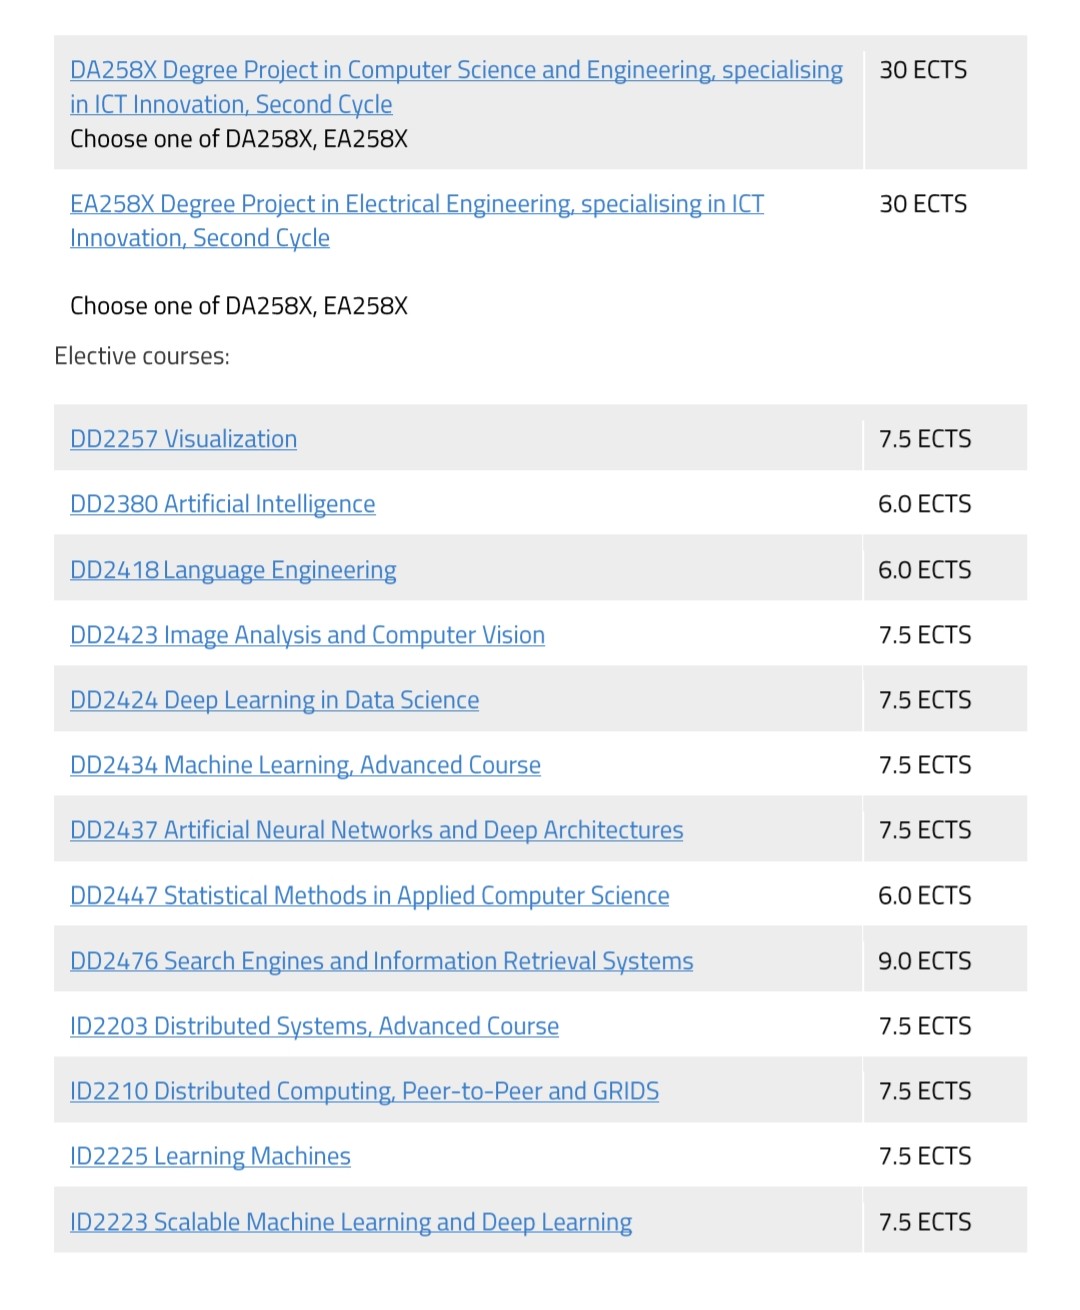 DA258X Degree Project in Computer Science and Engineering, specialising
in ICT Innovation, Second Cycle
Choose one of DA258X, EA258X
30 ECTS
EA258X Degree Project in Electrical Engineering, specialising in ICT
Innovation, Second Cycle
Choose one of DA258X, EA258X
30 ECTS
Elective courses:
DD2257 Visualization 7.5 ECTS
DD2380 Artificial Intelligence 6.0 ECTS
DD2418 Language Engineering 6.0 ECTS
DD2423 Image Analysis and Computer Vision 7.5 ECTS
DD2424 Deep Learning in Data Science 7.5 ECTS
DD2434 Machine Learning, Advanced Course 7.5 ECTS
DD2437 Artificial Neural Networks and Deep Architectures 7.5 ECTS
DD2447 Statistical Methods in Applied Computer Science 6.0 ECTS
DD2476 Search Engines and Information Retrieval Systems 9.0 ECTS
ID2203 Distributed Systems, Advanced Course 7.5 ECTS
ID2210 Distributed Computing, Peer-to-Peer and GRIDS 7.5 ECTS
ID2225 Learning Machines 7.5 ECTS
ID2223 Scalable Machine Learning and Deep Learning 7.5 ECTS